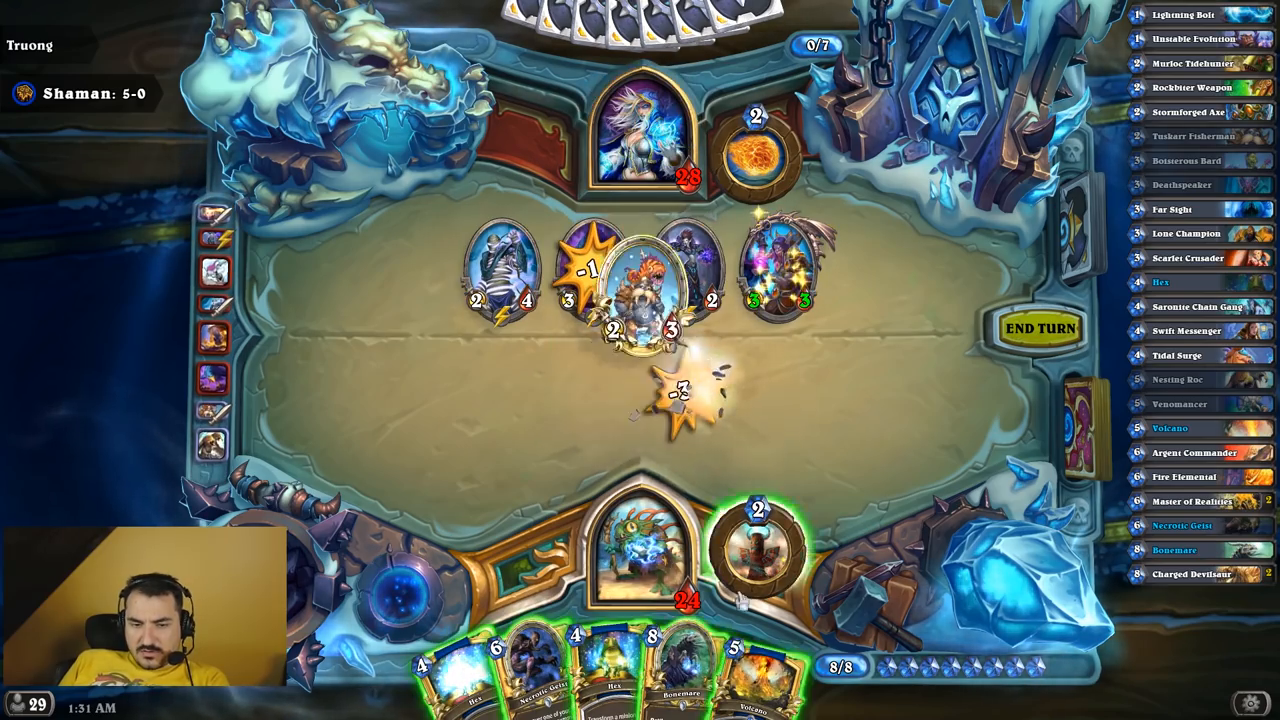 Truong
Shaman: 5-0
0/7
2
28
2
4
-1
3
2
3
2
3
3
-3
END TURN
2
24
4
Hex
6
Necrotic Geist
4
Hex
8
Bonemare
5
Volcano
8/8
29
1:31 AM
1 Lightning Bolt
1 Unstable Evolution
2 Murloc Tidehunter
2 Rockbiter Weapon
2 Stormforged Axe
2 Tuskarr Fisherman
3 Boisterous Bard
3 Deathspeaker
3 Far Sight
3 Lone Champion
3 Scarlet Crusader
4 Hex
4 Saronite Chain Gang
4 Swift Messenger
4 Tidal Surge
5 Nesting Roc
5 Venomancer
5 Volcano
6 Argent Commander
6 Fire Elemental
6 Master of Realities 2
6 Necrotic Geist
8 Bonemare
8 Charged Devilsaur 2